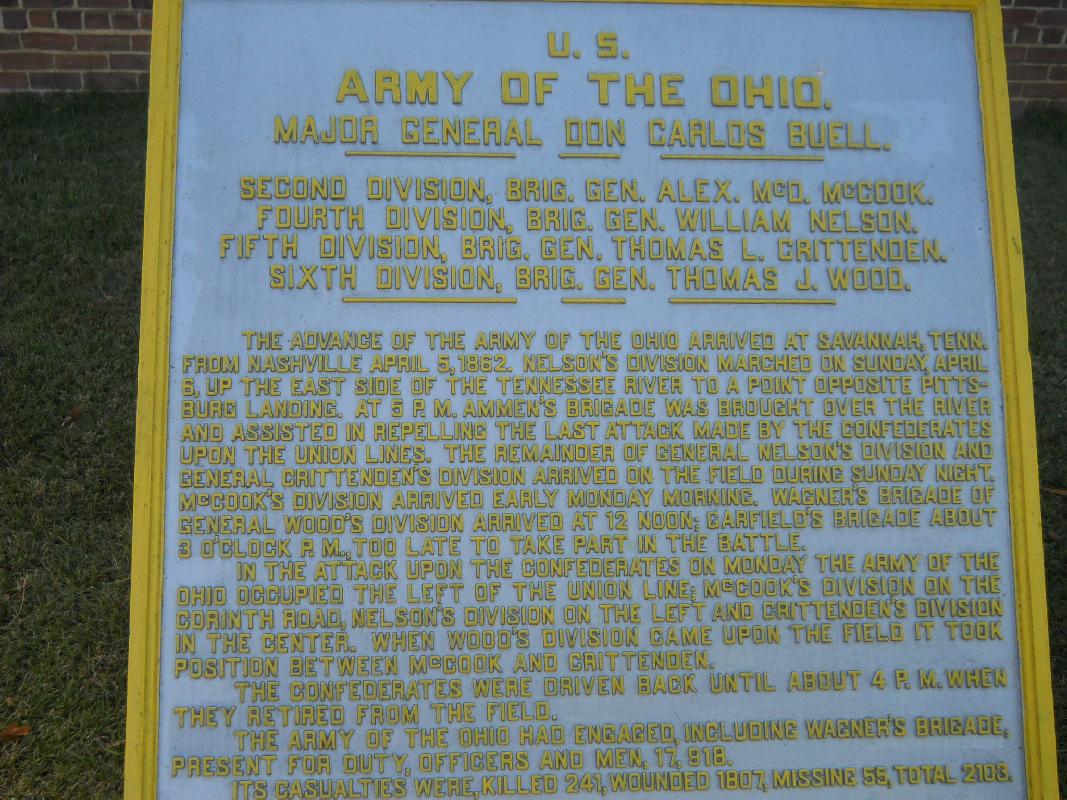 U. S.
ARMY OF THE OHIO.
MAJOR GENERAL DON CARLOS BUELL.
SECOND DIVISION, BRIG. GEN. ALEX. McD. McCOOK.
FOURTH DIVISION, BRIG. GEN. WILLIAM NELSON.
FIFTH DIVISION, BRIG. GEN. THOMAS L. CRITTENDEN.
SIXTH DIVISION, BRIG. GEN. THOMAS J. WOOD.
THE ADVANCE OF THE ARMY OF THE OHIO ARRIVED AT SAVANNAH, TENN.
FROM NASHVILLE APRIL 5, 1862. NELSON'S DIVISION MARCHED ON SUNDAY, APRIL
6, UP THE EAST SIDE OF THE TENNESSEE RIVER TO A POINT OPPOSITE PITTS-
BURG LANDING. AT 5 P. M. AMMEN'S BRIGADE WAS BROUGHT OVER THE RIVER
AND ASSISTED IN REPELLING THE LAST ATTACK MADE BY THE CONFEDERATES
UPON THE UNION LINES. THE REMAINDER OF GENERAL NELSON'S DIVISION AND
GENERAL CRITTENDEN'S DIVISION ARRIVED ON THE FIELD DURING SUNDAY NIGHT.
McCOOK'S DIVISION ARRIVED EARLY MONDAY MORNING. WAGNER'S BRIGADE OF
GENERAL WOOD'S DIVISION ARRIVED AT 12 NOON; GARFIELD'S BRIGADE ABOUT
3 O'CLOCK P. M., TOO LATE TO TAKE PART IN THE BATTLE.
IN THE ATTACK UPON THE CONFEDERATES ON MONDAY THE ARMY OF THE
OHIO OCCUPIED THE LEFT OF THE UNION LINE; McCOOK'S DIVISION ON THE
CORINTH ROAD, NELSON'S DIVISION ON THE LEFT AND CRITTENDEN'S DIVISION
IN THE CENTER. WHEN WOOD'S DIVISION CAME UPON THE FIELD IT TOOK
POSITION BETWEEN McCOOK AND CRITTENDEN.
THE CONFEDERATES WERE DRIVEN BACK UNTIL ABOUT 4 P. M. WHEN
THEY RETIRED FROM THE FIELD.
THE ARMY OF THE OHIO HAD ENGAGED, INCLUDING WAGNER'S BRIGADE,
PRESENT FOR DUTY, OFFICERS AND MEN, 17, 918.
ITS CASUALTIES WERE, KILLED 241, WOUNDED 1807, MISSING 55, TOTAL 2103.